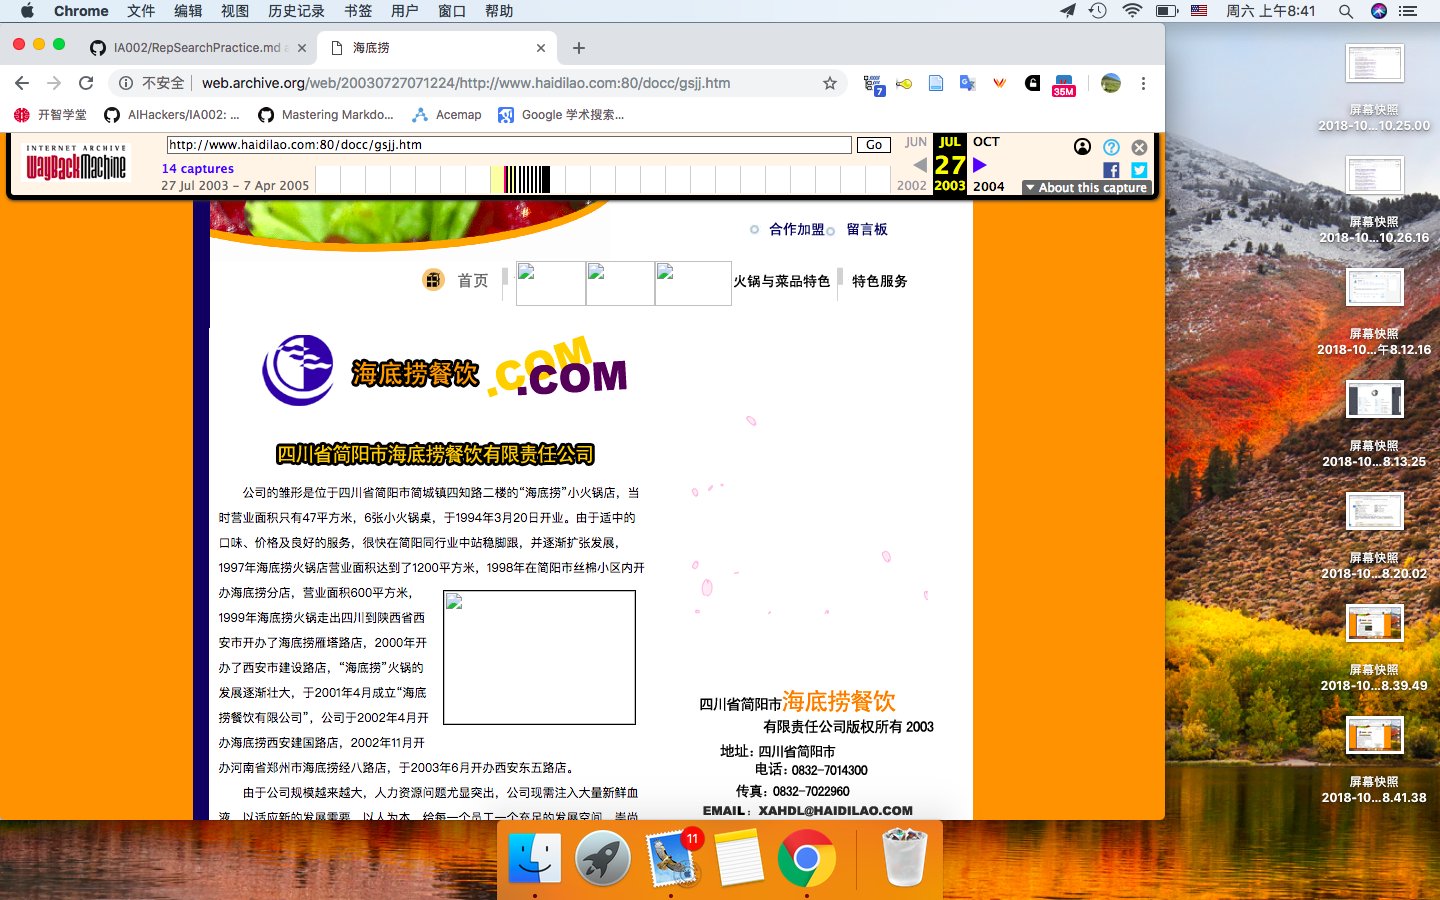 Chrome 文件 编辑 视图 历史记录 书签 用户 窗口 帮助 周六 上午8:41
IA002/RepSearchPractice.md
海底捞
不安全 web.archive.org/web/20030727071224/http://www.haidilao.com:80/docc/gsjj.htm
7
35M
开智学堂 AIHackers/IA002: ... Mastering Markdo... Acemap Google 学术搜索...
INTERNET ARCHIVE
WayBackMachine
http://www.haidilao.com:80/docc/gsjj.htm Go
14 captures
27 Jul 2003 – 7 Apr 2005
JUN JUL OCT
27
2002 2003 2004
About this capture
合作加盟 留言板
首页 火锅与菜品特色 特色服务
海底捞餐饮 .COM .COM
四川省简阳市海底捞餐饮有限责任公司
公司的雏形是位于四川省简阳市简城镇四知路二楼的“海底捞”小火锅店，当
时营业面积只有47平方米，6张小火锅桌，于1994年3月20日开业。由于适中的
口味、价格及良好的服务，很快在简阳同行业中站稳脚跟，并逐渐扩张发展，
1997年海底捞火锅店营业面积达到了1200平方米，1998年在简阳市丝棉小区内开
办海底捞分店，营业面积600平方米，
1999年海底捞火锅走出四川到陕西省西
安市开办了海底捞雁塔路店，2000年开
办了西安市建设路店，“海底捞”火锅的
发展逐渐壮大，于2001年4月成立“海底
捞餐饮有限公司”，公司于2002年4月开
办海底捞西安建国路店，2002年11月开
办河南省郑州市海底捞经八路店，于2003年6月开办西安东五路店。
由于公司规模越来越大，人力资源问题尤显突出，公司现需注入大量新鲜血
液，以适应新的发展需要，以人为本，给每一个员工一个充足的发展空间，崇尚
四川省简阳市海底捞餐饮
有限责任公司版权所有 2003
地址：四川省简阳市
电话：0832-7014300
传真：0832-7022960
EMAIL：XAHDL@HAIDILAO.COM
屏幕快照
2018-10...10.25.00
屏幕快照
2018-10...10.26.16
屏幕快照
2018-10...午8.12.16
屏幕快照
2018-10...8.13.25
屏幕快照
2018-10...8.20.02
屏幕快照
2018-10...8.39.49
屏幕快照
2018-10...8.41.38
11